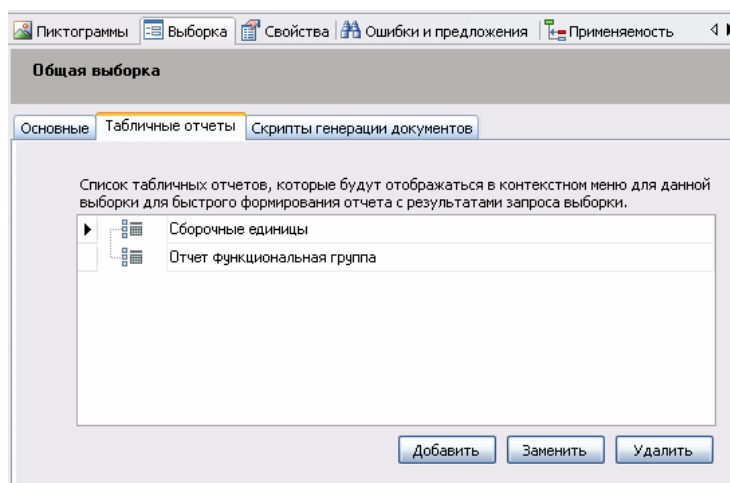 Пиктограммы Выборка Свойства Ошибки и предложения Применяемость
Общая выборка
Основные Табличные отчеты Скрипты генерации документов
Список табличных отчетов, которые будут отображаться в контекстном меню для данной
выборки для быстрого формирования отчета с результатами запроса выборки.
Сборочные единицы
Отчет функциональная группа
Добавить Заменить Удалить